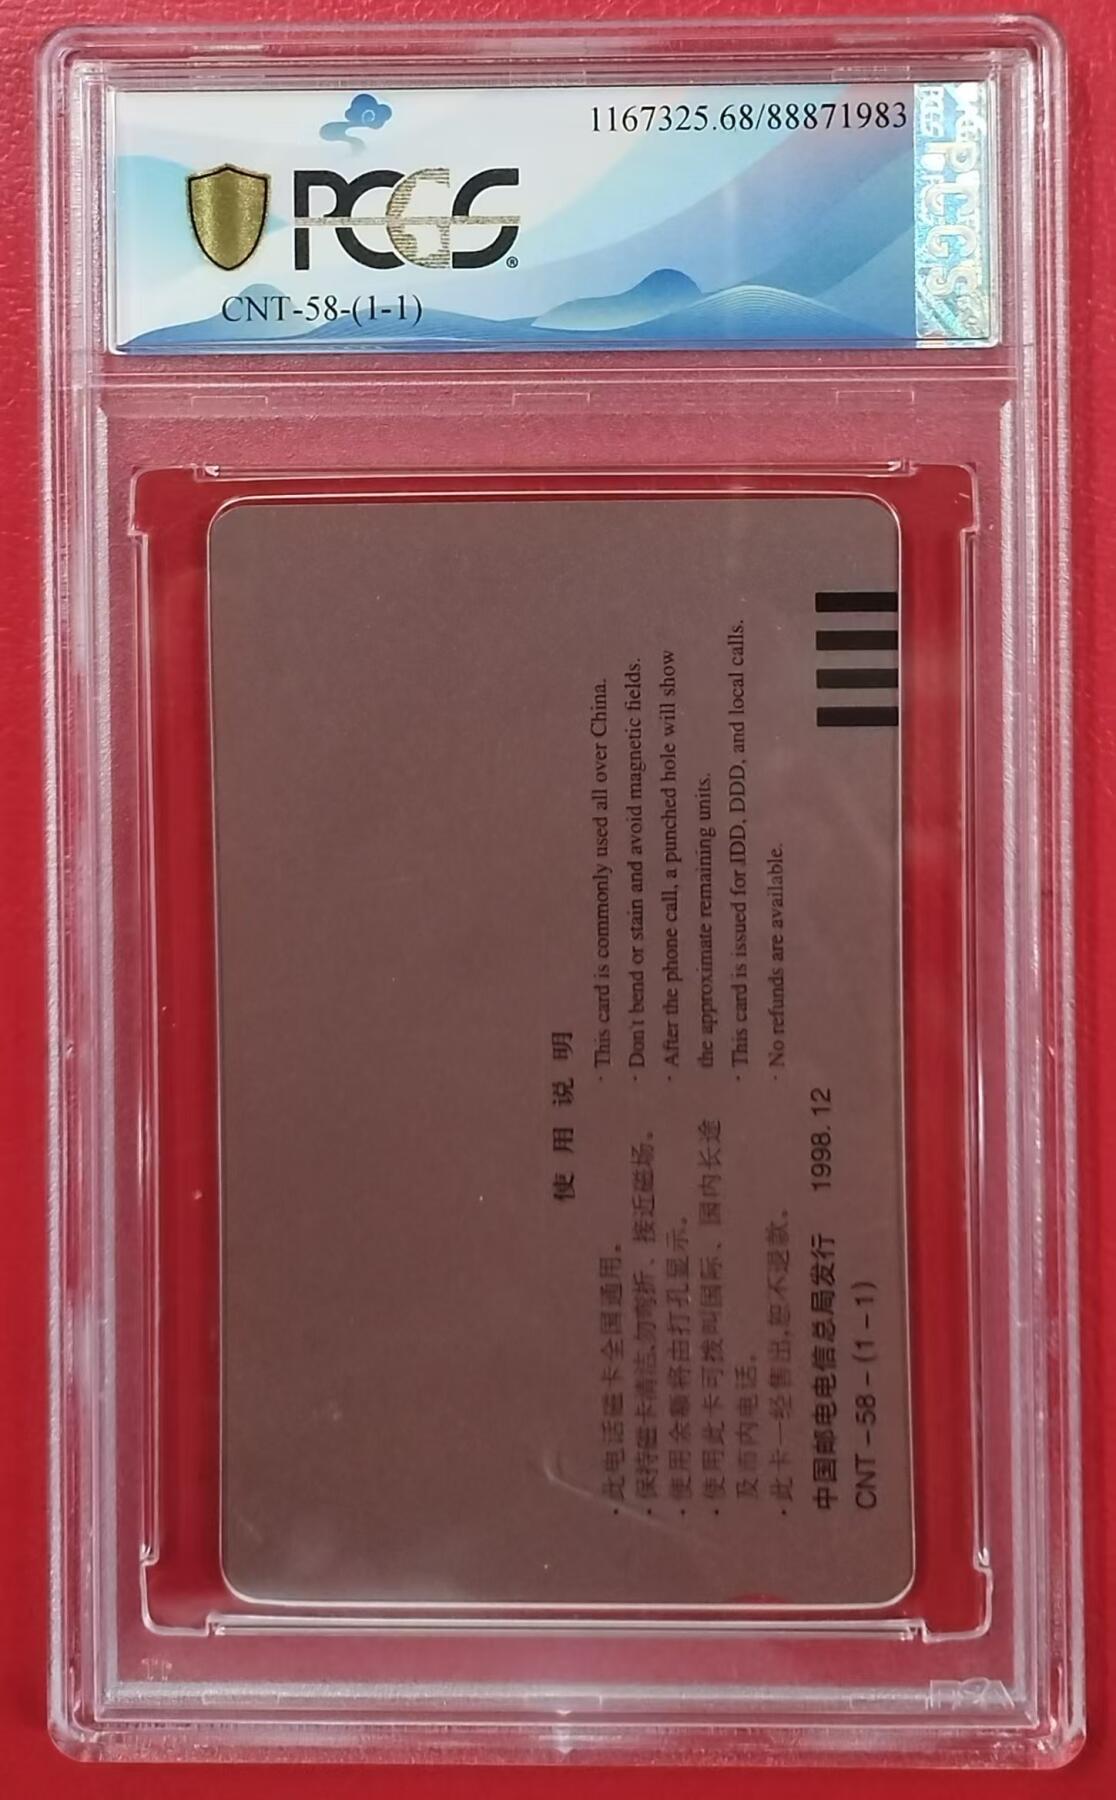 1167325.68/88871983
PCGS®
CNT-58-(1-1)
使用说明
· 此电话磁卡全国通用。
· 保持磁卡清洁,勿弯折、接近磁场。
· 使用余额将由打孔显示。
· 使用此卡可拨叫国际、国内长途
及市内电话。
· 此卡一经售出,恕不退款。
· This card is commonly used all over China.
· Don't bend or stain and avoid magnetic fields.
· After the phone call, a punched hole will show
the approximate remaining units.
· This card is issued for IDD, DDD, and local calls.
· No refunds are available.
中国邮电电信总局发行 1998.12
CNT-58-(1-1)